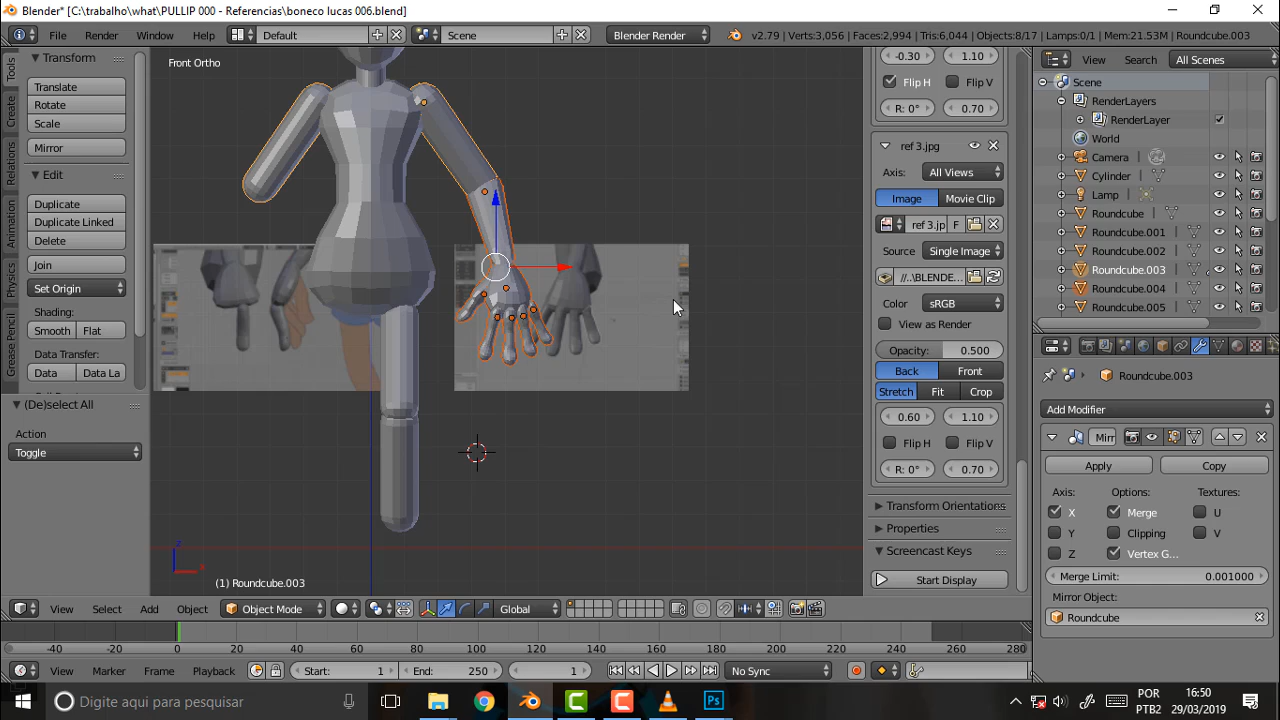 Blender* [C:\trabalho\what\PULLIP 000 - Referencias\boneco lucas 006.blend]
File Render Window Help Default Scene Blender Render v2.79 | Verts:3,056 | Faces:2,994 | Tris:6,044 | Objects:8/17 | Lamps:0/1 | Mem:21.53M | Roundcube.003
Tools
Create
Relations
Animation
Physics
Grease Pencil
Transform
Translate
Rotate
Scale
Mirror
Edit
Duplicate
Duplicate Linked
Delete
Join
Set Origin
Shading:
Smooth Flat
Data Transfer:
Data Data La
(De)select All
Action
Toggle
Front Ortho
(1) Roundcube.003
-0.30 1.10
Flip H Flip V
R: 0° 0.70
ref 3.jpg
Axis: All Views
Image Movie Clip
ref 3.jp F
Source Single Image
//..\BLENDE...
Color sRGB
View as Render
Opacity: 0.500
Back Front
Stretch Fit Crop
0.60 1.10
Flip H Flip V
R: 0° 0.70
Transform Orientations
Properties
Screencast Keys
Start Display
View Search All Scenes
Scene
RenderLayers
RenderLayer
World
Camera
Cylinder
Lamp
Roundcube
Roundcube.001
Roundcube.002
Roundcube.003
Roundcube.004
Roundcube.005
Roundcube.003
Add Modifier
Mirr
Apply Copy
Axis: Options: Textures:
X Merge U
Y Clipping V
Z Vertex G...
Merge Limit: 0.001000
Mirror Object:
Roundcube
View Select Add Object Object Mode Global
-40 -20 0 20 40 60 80 100 120 140 160 180 200 220 240 260 280
View Marker Frame Playback Start: 1 End: 250 1 No Sync
Digite aqui para pesquisar
POR
PTB2
16:50
29/03/2019